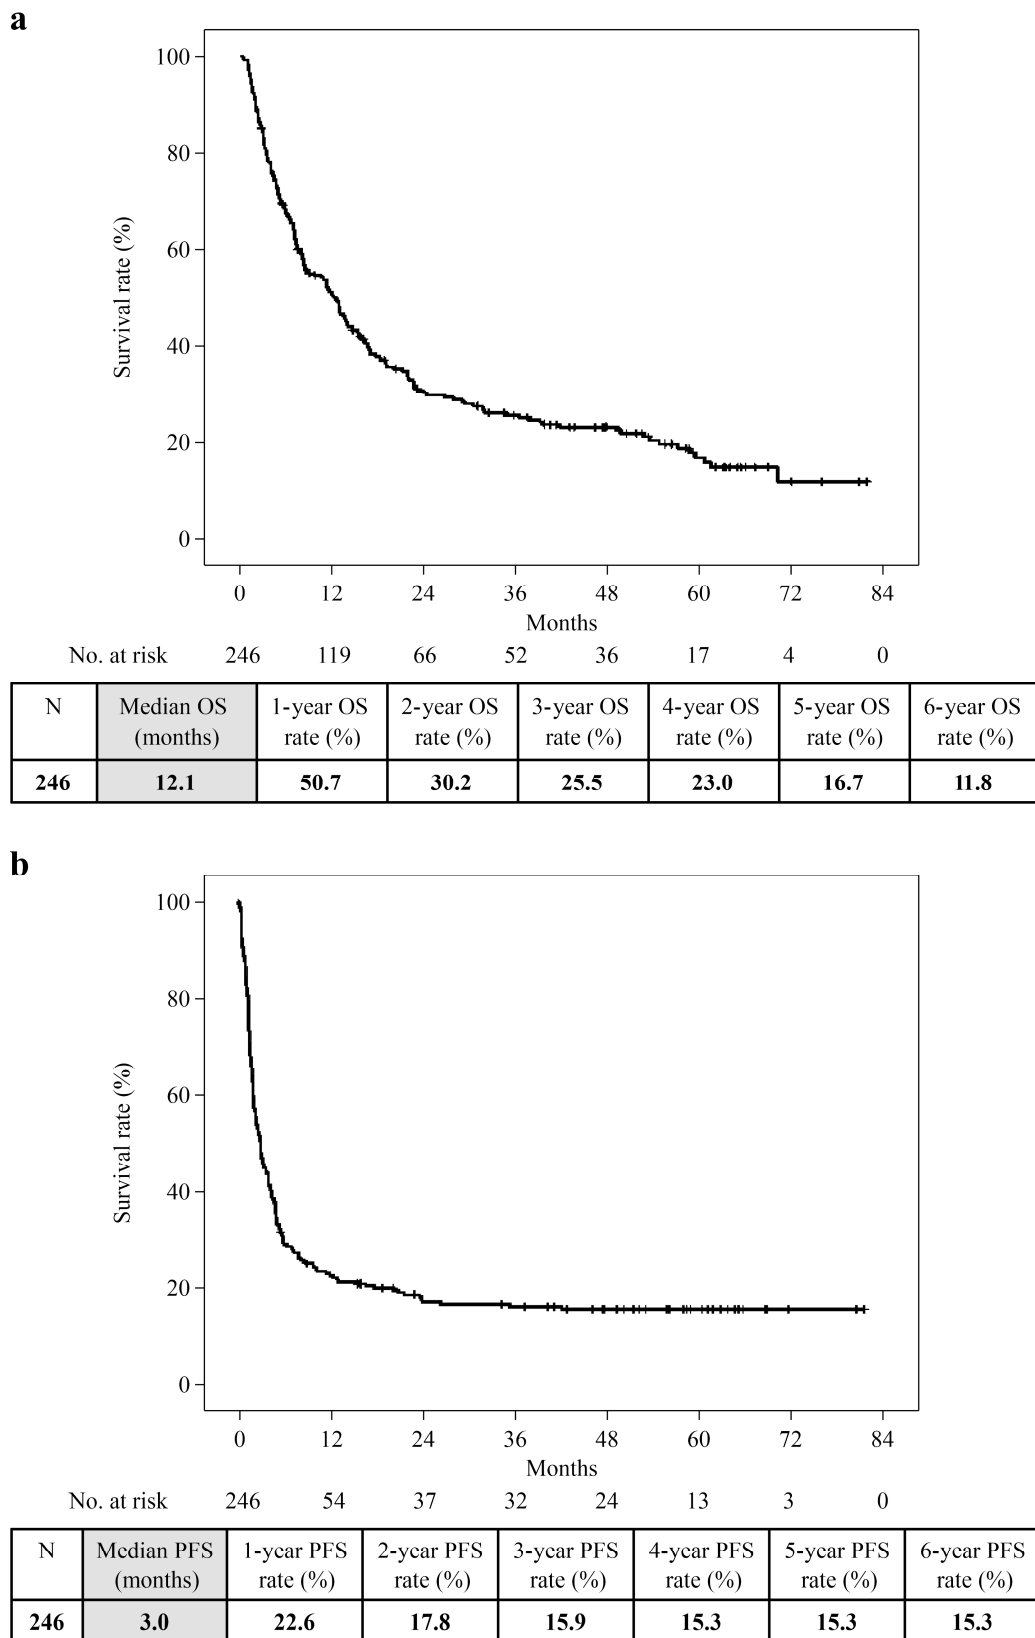 a
100
80
60
40
20
0
Survival rate (%)
0 12 24 36 48 60 72 84
Months
No. at risk 246 119 66 52 36 17 4 0
N Median OS (months) 1-year OS rate (%) 2-year OS rate (%) 3-year OS rate (%) 4-year OS rate (%) 5-year OS rate (%) 6-year OS rate (%)
246 12.1 50.7 30.2 25.5 23.0 16.7 11.8
b
100
80
60
40
20
0
Survival rate (%)
0 12 24 36 48 60 72 84
Months
No. at risk 246 54 37 32 24 13 3 0
N Median PFS (months) 1-year PFS rate (%) 2-year PFS rate (%) 3-year PFS rate (%) 4-year PFS rate (%) 5-year PFS rate (%) 6-year PFS rate (%)
246 3.0 22.6 17.8 15.9 15.3 15.3 15.3